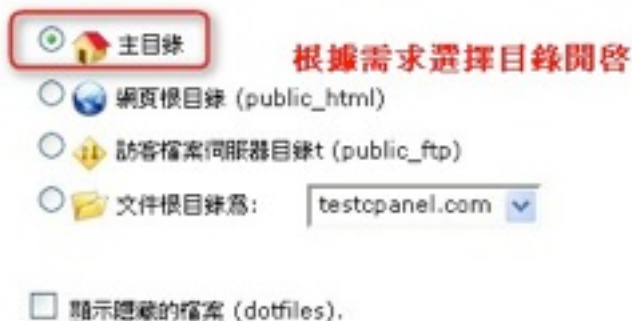 主目錄
根據需求選擇目錄開啓
網頁根目錄 (public_html)
訪客檔案伺服器目錄t (public_ftp)
文件根目錄為: testcpanel.com
顯示隱藏的檔案 (dotfiles).